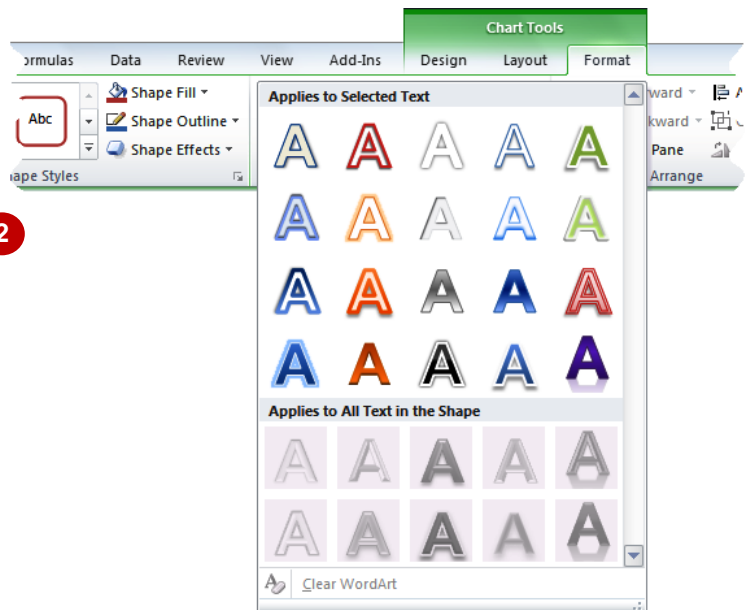 Chart Tools
ormulas Data Review View Add-Ins Design Layout Format
Abc
Shape Fill
Shape Outline
Shape Effects
ape Styles
Applies to Selected Text
A A A A A
A A A A A
A A A A A
A A A A A
Applies to All Text in the Shape
A A A A A
A A A A A
Clear WordArt
ward
kward
Pane
Arrange
A
2